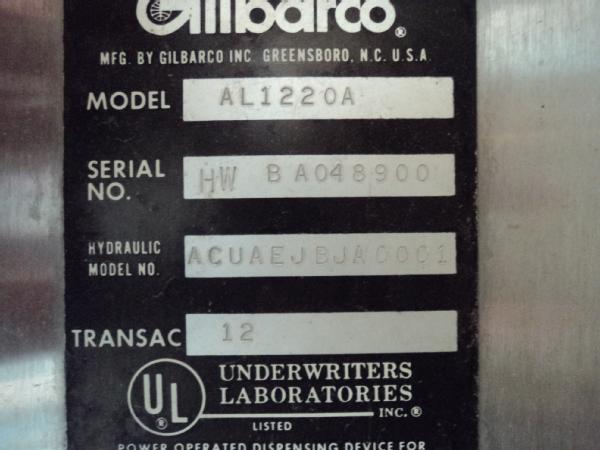 Gilbarco®
MFG. BY GILBARCO INC. GREENSBORO, N.C. U.S.A.
MODEL AL1220A
SERIAL NO. HW BA048900
HYDRAULIC MODEL NO. ACUAEJBJA0001
TRANSAC 12
UL®
UNDERWRITERS
LABORATORIES
INC.®
LISTED
POWER OPERATED DISPENSING DEVICE FOR